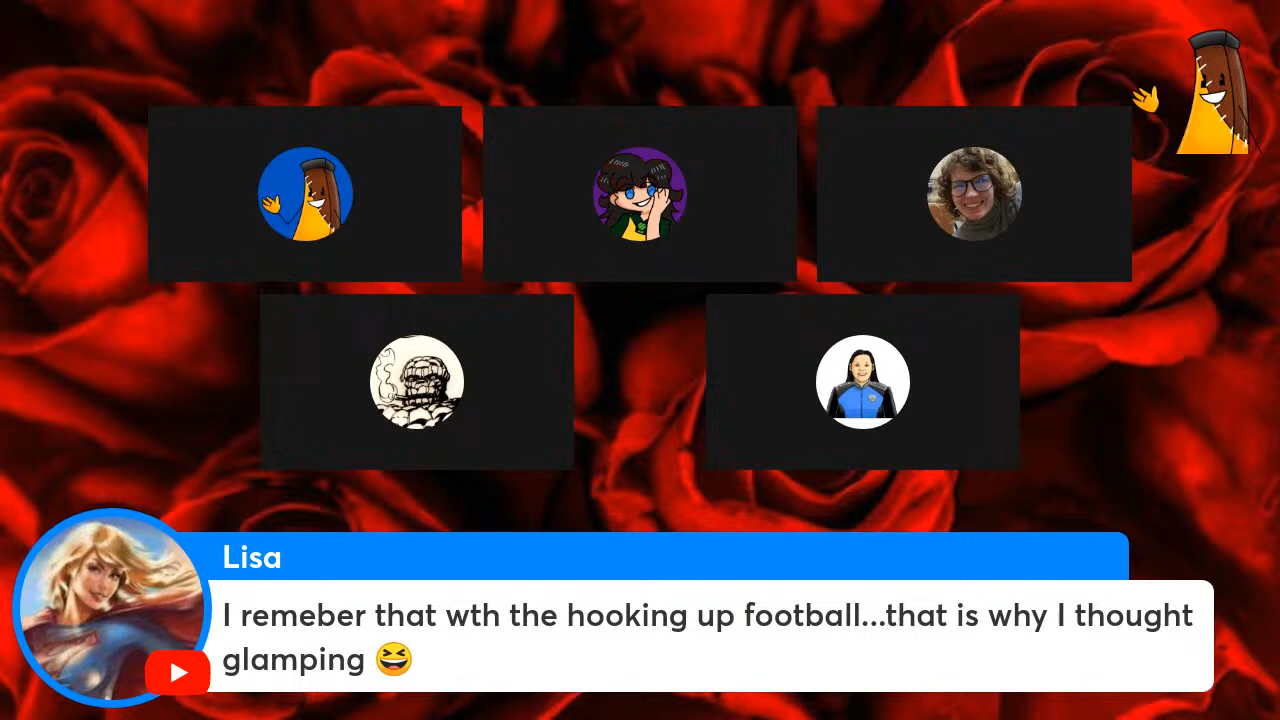 Lisa
I remeber that wth the hooking up football...that is why I thought
glamping 😆